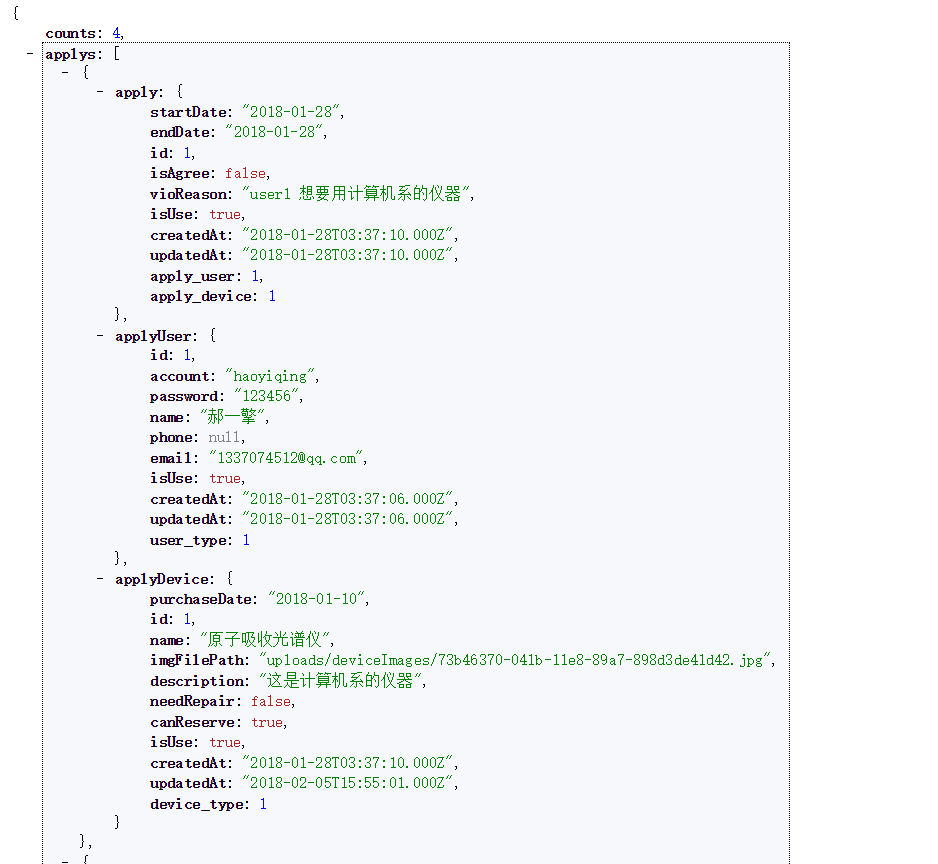 {
counts: 4,
- applys: [
- {
- apply: {
startDate: "2018-01-28",
endDate: "2018-01-28",
id: 1,
isAgree: false,
vioReason: "user1 想要用计算机系的仪器",
isUse: true,
createdAt: "2018-01-28T03:37:10.000Z",
updatedAt: "2018-01-28T03:37:10.000Z",
apply_user: 1,
apply_device: 1
},
- applyUser: {
id: 1,
account: "haoyiqing",
password: "123456",
name: "郝一擎",
phone: null,
email: "1337074512@qq.com",
isUse: true,
createdAt: "2018-01-28T03:37:06.000Z",
updatedAt: "2018-01-28T03:37:06.000Z",
user_type: 1
},
- applyDevice: {
purchaseDate: "2018-01-10",
id: 1,
name: "原子吸收光谱仪",
imgFilePath: "uploads/deviceImages/73b46370-041b-11e8-89a7-898d3de41d42.jpg",
description: "这是计算机系的仪器",
needRepair: false,
canReserve: true,
isUse: true,
createdAt: "2018-01-28T03:37:10.000Z",
updatedAt: "2018-02-05T15:55:01.000Z",
device_type: 1
}
},
- {